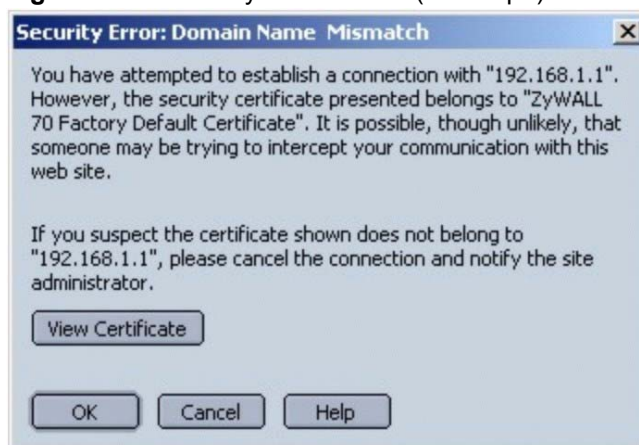 Security Error: Domain Name Mismatch
You have attempted to establish a connection with "192.168.1.1".
However, the security certificate presented belongs to "ZyWALL
70 Factory Default Certificate". It is possible, though unlikely, that
someone may be trying to intercept your communication with this
web site.
If you suspect the certificate shown does not belong to
"192.168.1.1", please cancel the connection and notify the site
administrator.
View Certificate
OK Cancel Help